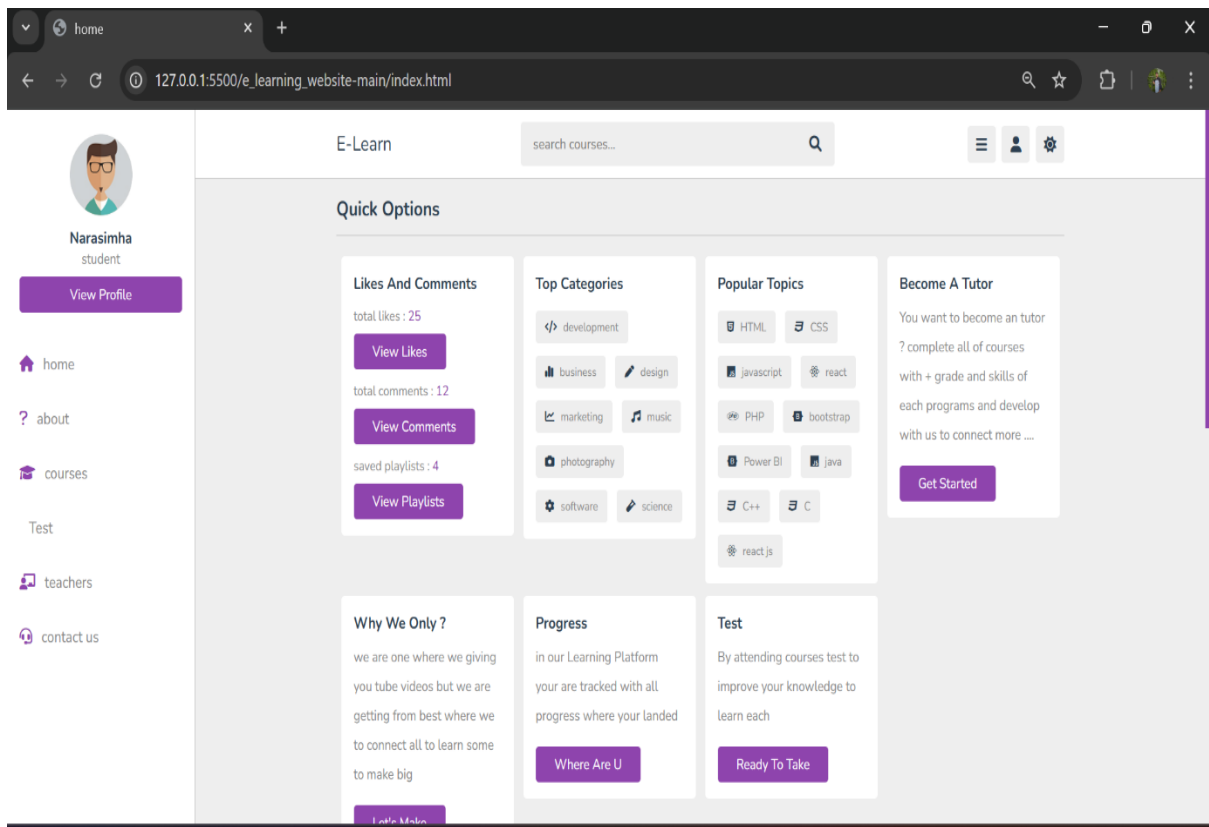 home
127.0.0.1:5500/e_learning_website-main/index.html
Narasimha
student
View Profile
home
about
courses
Test
teachers
contact us
E-Learn
search courses...
Quick Options
Likes And Comments
total likes : 25
View Likes
total comments : 12
View Comments
saved playlists : 4
View Playlists
Top Categories
development
business
design
marketing
music
photography
software
science
Popular Topics
HTML
CSS
javascript
react
PHP
bootstrap
Power BI
java
C++
C
react js
Become A Tutor
You want to become an tutor
? complete all of courses
with + grade and skills of
each programs and develop
with us to connect more ....
Get Started
Why We Only ?
we are one where we giving
you tube videos but we are
getting from best where we
to connect all to learn some
to make big
Let's Make
Progress
in our Learning Platform
your are tracked with all
progress where your landed
Where Are U
Test
By attending courses test to
improve your knowledge to
learn each
Ready To Take